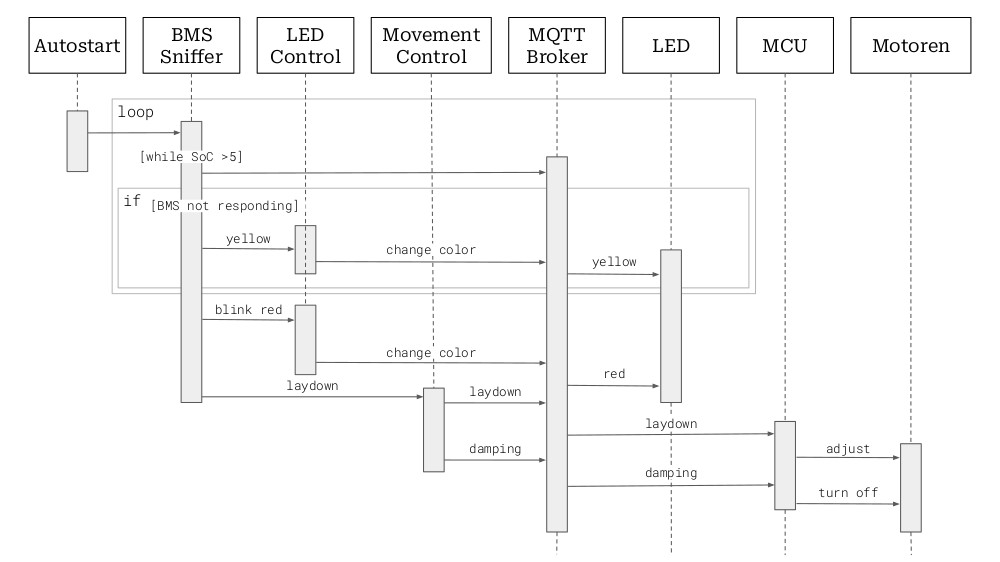 Autostart
BMS
Sniffer
LED
Control
Movement
Control
MQTT
Broker
LED
MCU
Motoren
loop
[while SoC >5]
if
[BMS not responding]
yellow
change color
yellow
blink red
change color
red
laydown
laydown
laydown
adjust
damping
damping
turn off